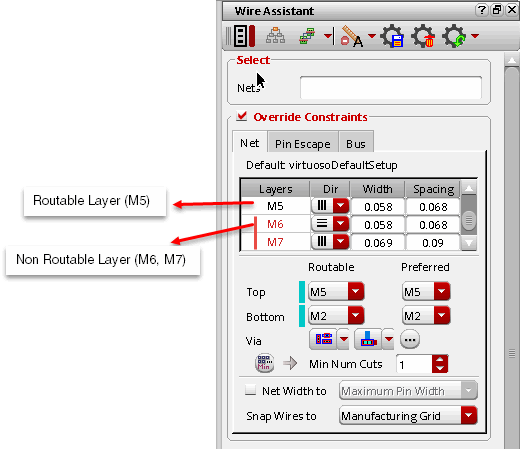 Wire Assistant
Select
Nets
Override Constraints
Net Pin Escape Bus
Default: virtuosoDefaultSetup
Layers Dir Width Spacing
M5 0.058 0.068
M6 0.058 0.068
M7 0.069 0.09
Routable Layer (M5)
Non Routable Layer (M6, M7)
Routable Preferred
Top M5 M5
Bottom M2 M2
Via
Min Min Num Cuts 1
Net Width to Maximum Pin Width
Snap Wires to Manufacturing Grid